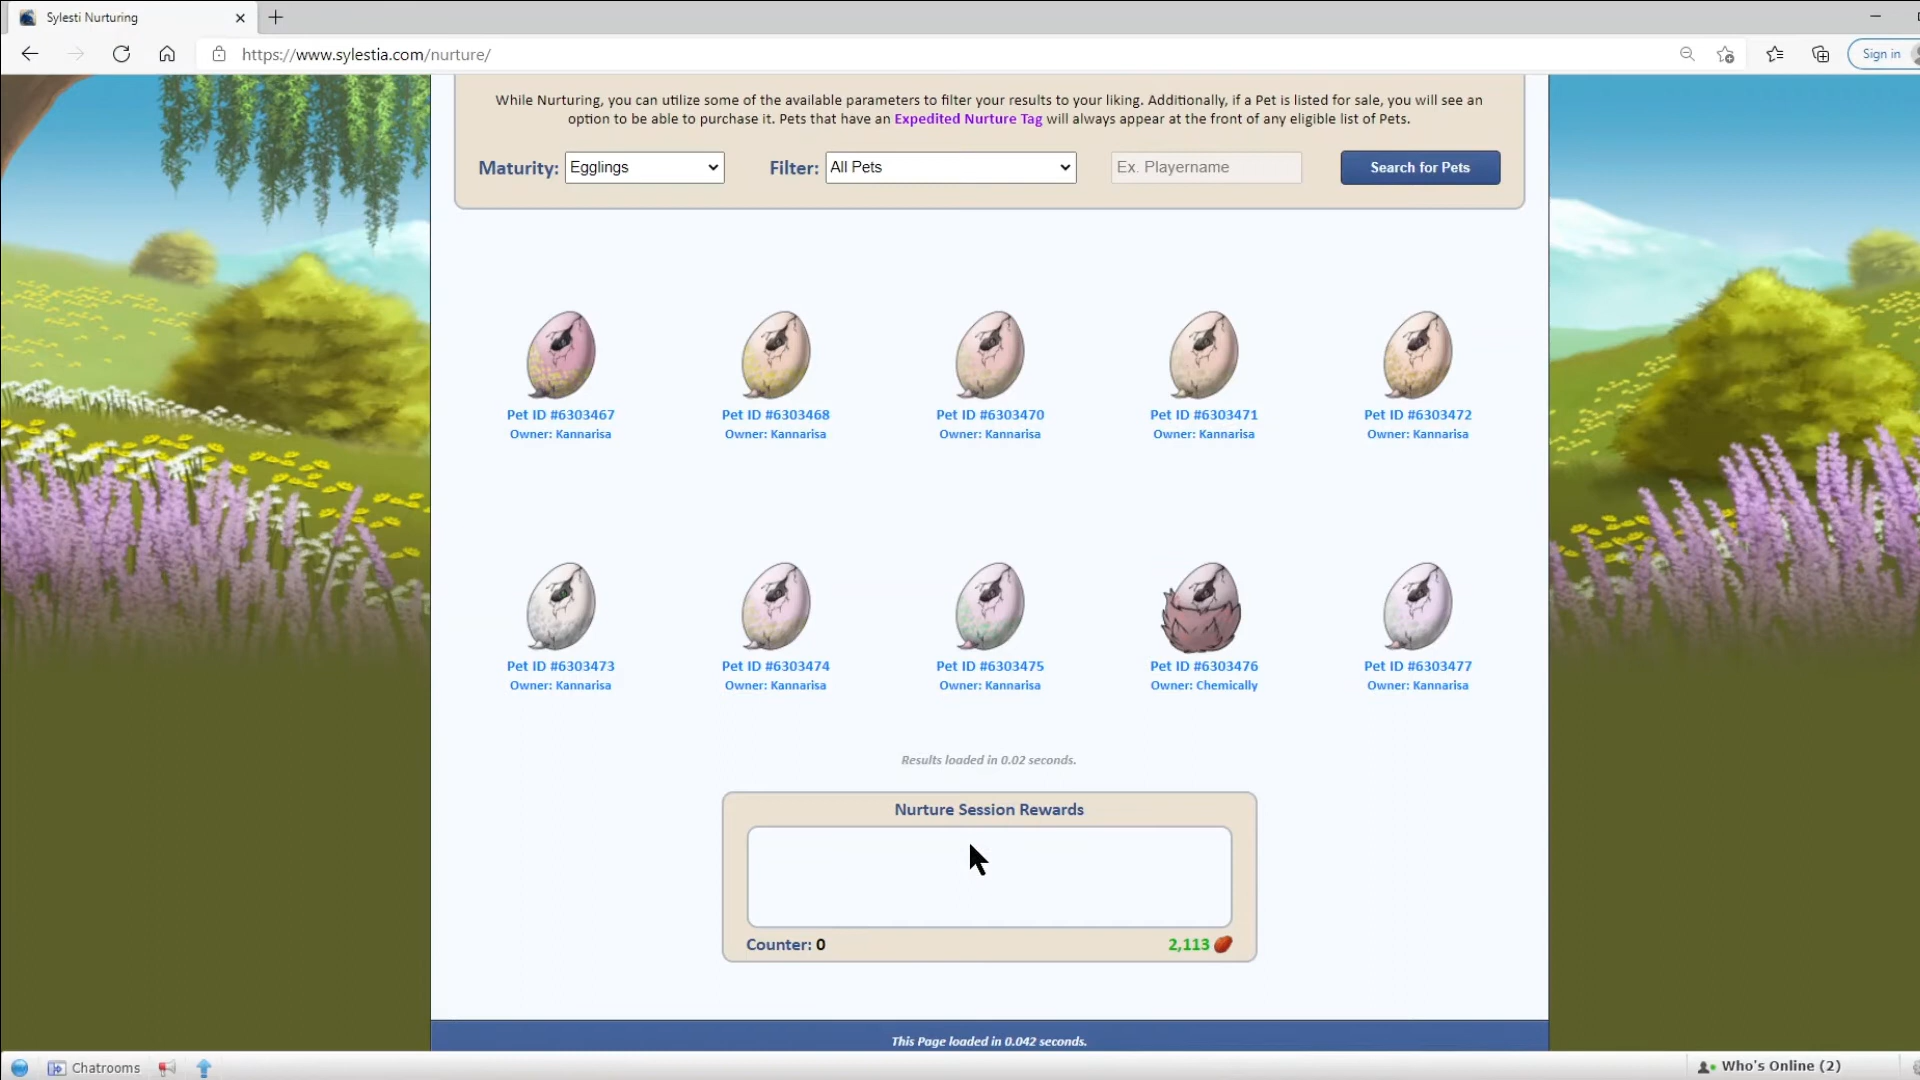 Sylesti Nurturing
https://www.sylestia.com/nurture/
Sign in
While Nurturing, you can utilize some of the available parameters to filter your results to your liking. Additionally, if a Pet is listed for sale, you will see an
option to be able to purchase it. Pets that have an Expedited Nurture Tag will always appear at the front of any eligible list of Pets.
Maturity: Egglings Filter: All Pets Ex. Playername Search for Pets
Pet ID #6303467 Pet ID #6303468 Pet ID #6303470 Pet ID #6303471 Pet ID #6303472
Owner: Kannarisa Owner: Kannarisa Owner: Kannarisa Owner: Kannarisa Owner: Kannarisa
Pet ID #6303473 Pet ID #6303474 Pet ID #6303475 Pet ID #6303476 Pet ID #6303477
Owner: Kannarisa Owner: Kannarisa Owner: Kannarisa Owner: Chemically Owner: Kannarisa
Results loaded in 0.02 seconds.
Nurture Session Rewards
Counter: 0 2,113
This Page loaded in 0.042 seconds.
Chatrooms Who's Online (2)